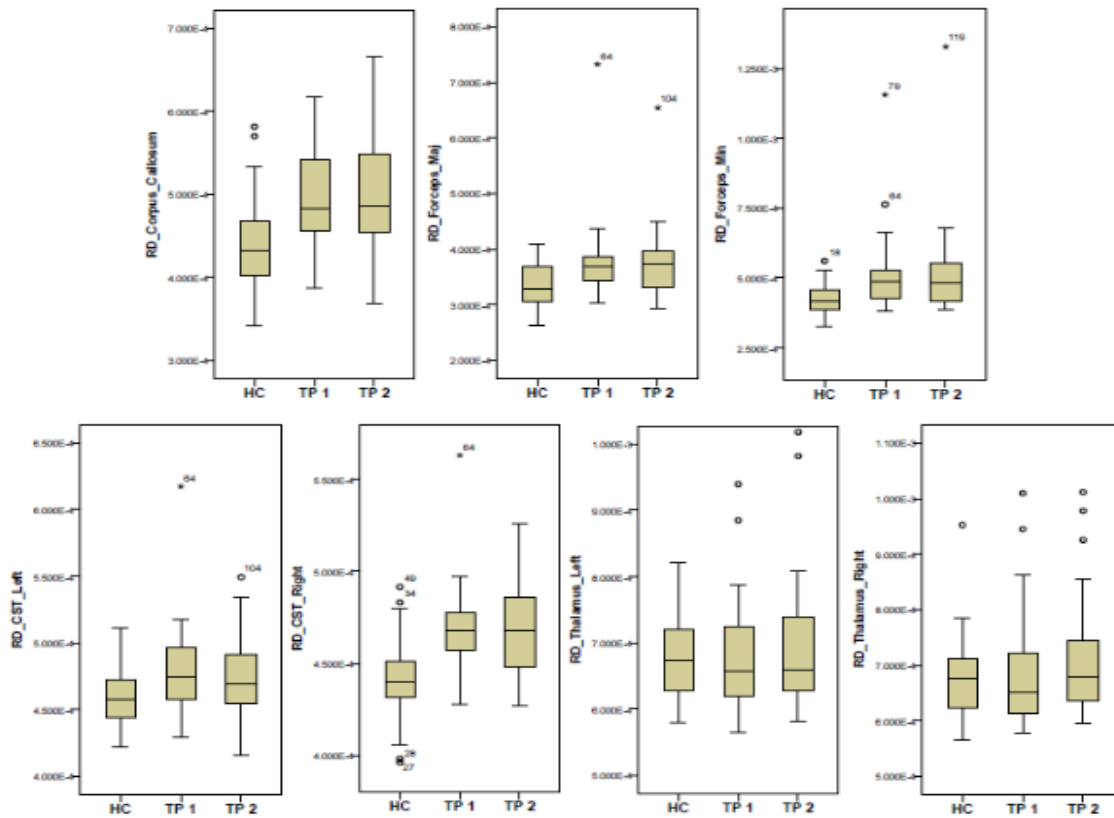 RD_Corpus_Callosum
7.000E-4
6.000E-4
5.000E-4
4.000E-4
3.000E-4
HC TP 1 TP 2
RD_Forceps_Maj
8.000E-4
7.000E-4
6.000E-4
5.000E-4
4.000E-4
3.000E-4
2.000E-4
64
104
HC TP 1 TP 2
RD_Forceps_Min
1.250E-3
1.000E-3
7.500E-4
5.000E-4
2.500E-4
18
79
64
119
HC TP 1 TP 2
RD_CST_Left
6.500E-4
6.000E-4
5.500E-4
5.000E-4
4.500E-4
4.000E-4
64
104
HC TP 1 TP 2
RD_CST_Right
5.500E-4
5.000E-4
4.500E-4
4.000E-4
49
34
28
27
64
HC TP 1 TP 2
RD_Thalamus_Left
1.000E-3
9.000E-4
8.000E-4
7.000E-4
6.000E-4
5.000E-4
HC TP 1 TP 2
RD_Thalamus_Right
1.100E-3
1.000E-3
9.000E-4
8.000E-4
7.000E-4
6.000E-4
5.000E-4
HC TP 1 TP 2